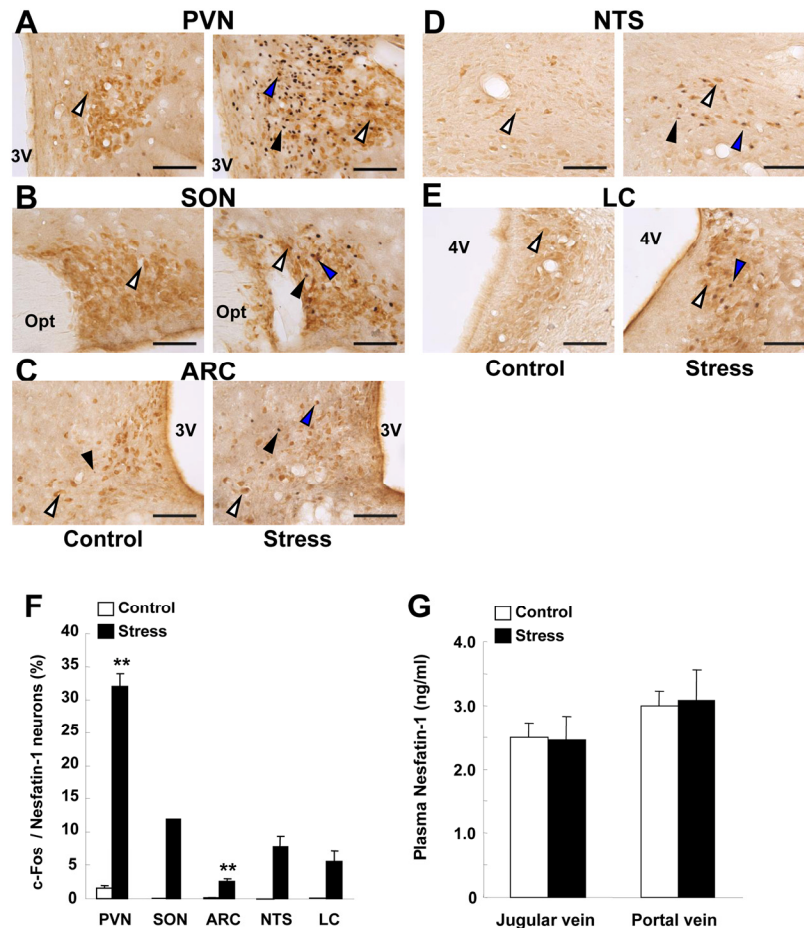 A PVN D NTS
3V 3V
B SON E LC
Opt Opt 4V 4V
Control Stress
C ARC
3V 3V
Control Stress
F
Control
Stress
c-Fos / Nesfatin-1 neurons (%)
40
35
30
25
20
15
10
5
0
**
**
PVN SON ARC NTS LC
G
Control
Stress
Plasma Nesfatin-1 (ng/ml)
4.0
3.0
2.0
1.0
0
Jugular vein Portal vein